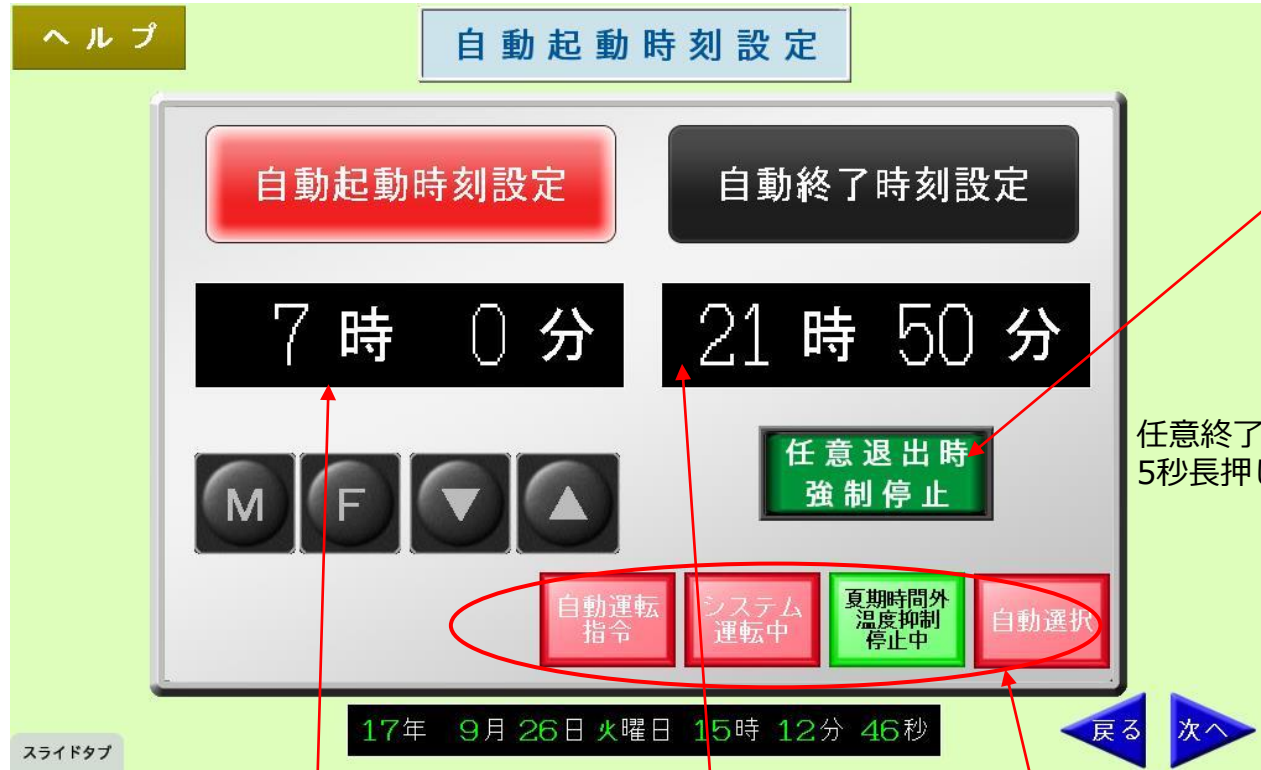 ヘルプ
自動起動時刻設定
自動起動時刻設定
自動終了時刻設定
7時 0分
21時 50分
任意退出時
強制停止
任意終了
5秒長押し
M
F
▼
▲
自動運転
指令
システム
運転中
夏期時間外
温度抑制
停止中
自動選択
17年 9月 26日 火曜日 15時 12分 46秒
戻る
次へ
スライドタブ